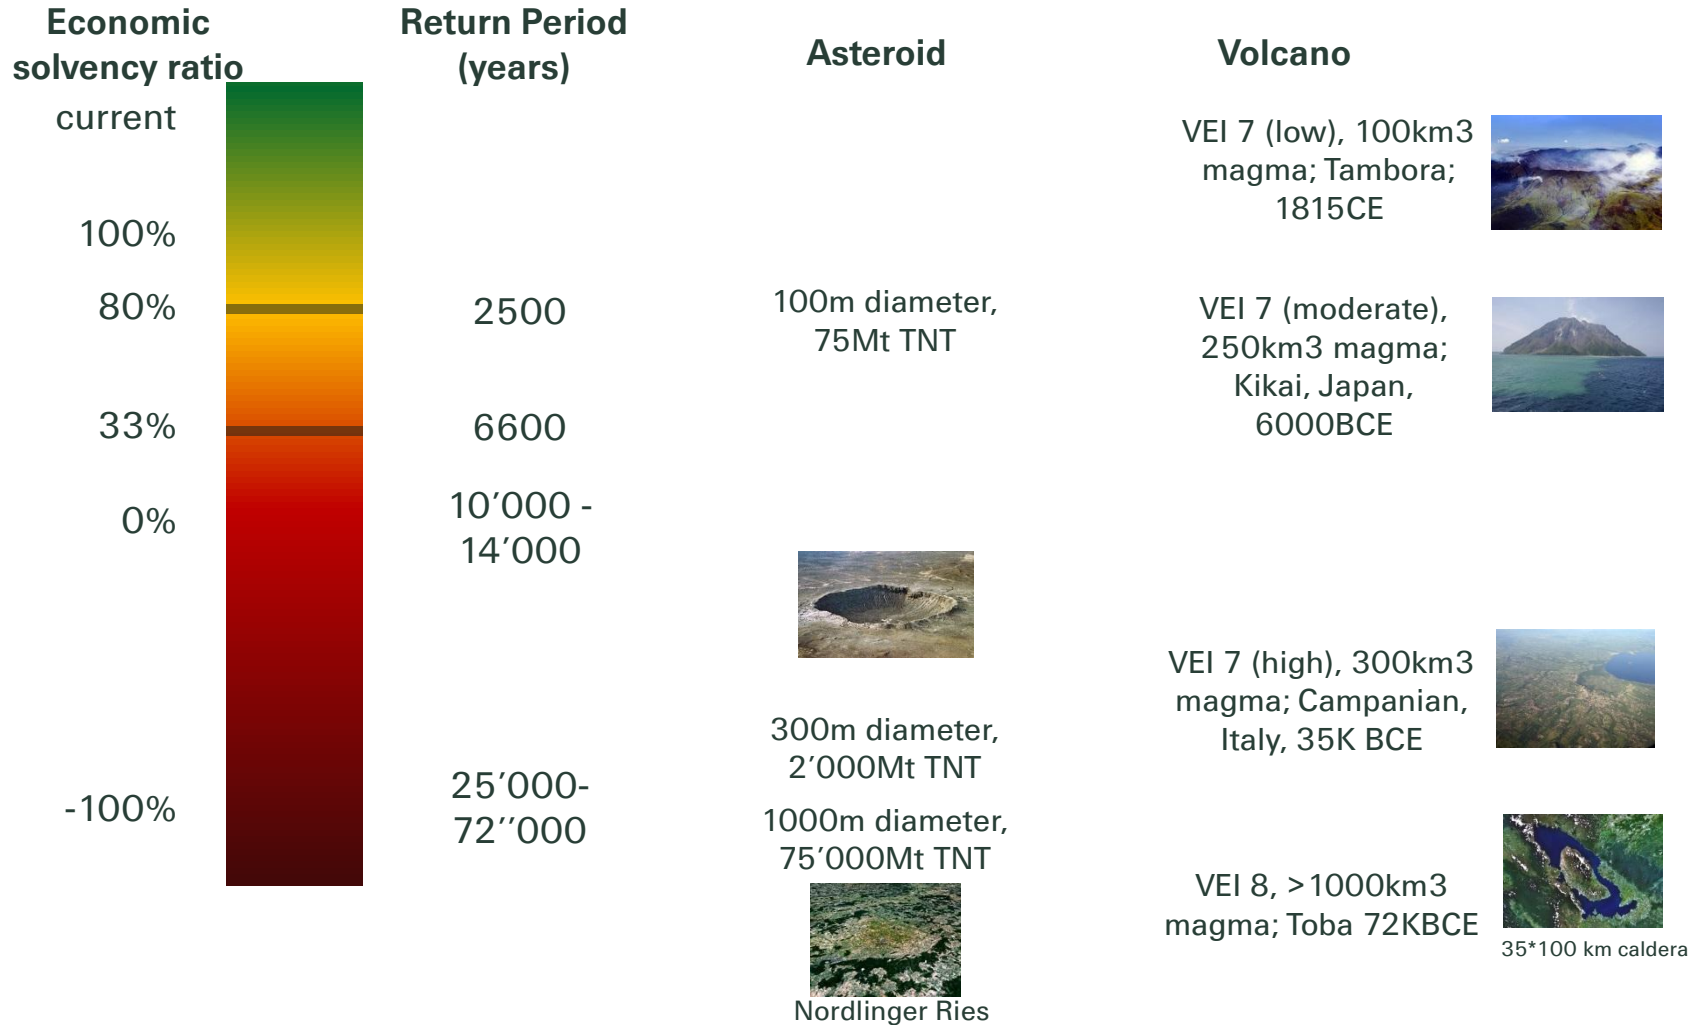 Economic
solvency ratio
current
100%
80%
33%
0%
-100%
Return Period
(years)
2500
6600
10’000 -
14’000
25’000-
72’’000
Asteroid
100m diameter,
75Mt TNT
300m diameter,
2’000Mt TNT
1000m diameter,
75’000Mt TNT
Nordlinger Ries
Volcano
VEI 7 (low), 100km3
magma; Tambora;
1815CE
VEI 7 (moderate),
250km3 magma;
Kikai, Japan,
6000BCE
VEI 7 (high), 300km3
magma; Campanian,
Italy, 35K BCE
VEI 8, >1000km3
magma; Toba 72KBCE
35*100 km caldera